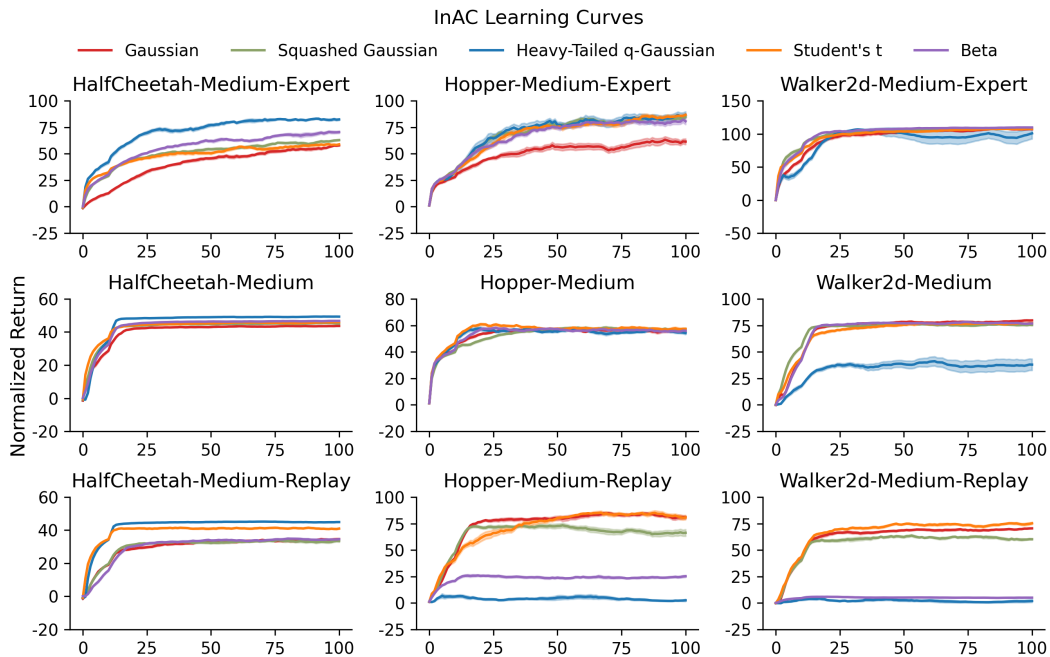 InAC Learning Curves
Gaussian Squashed Gaussian Heavy-Tailed q-Gaussian Student's t Beta
HalfCheetah-Medium-Expert Hopper-Medium-Expert Walker2d-Medium-Expert
100 100 150
75 75 100
50 50 50
25 25 0
0 0 -50
-25 -25
0 25 50 75 100 0 25 50 75 100 0 25 50 75 100
Normalized Return
HalfCheetah-Medium Hopper-Medium Walker2d-Medium
60 80 100
40 60 75
20 40 50
0 20 25
-20 0 0
-20 -25
0 25 50 75 100 0 25 50 75 100 0 25 50 75 100
HalfCheetah-Medium-Replay Hopper-Medium-Replay Walker2d-Medium-Replay
60 100 100
40 75 75
20 50 50
0 25 25
-20 0 0
-25 -25
0 25 50 75 100 0 25 50 75 100 0 25 50 75 100